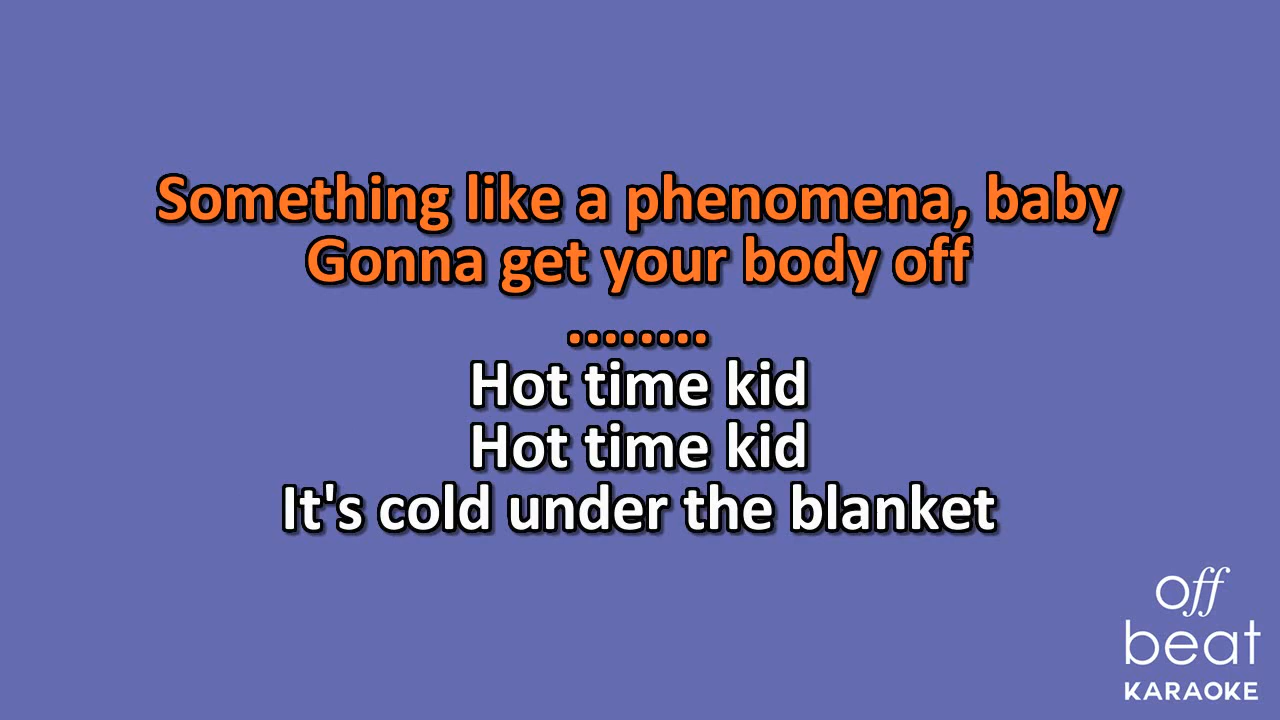 Something like a phenomena, baby
Gonna get your body off
........
Hot time kid
Hot time kid
It's cold under the blanket
off
beat
KARAOKE